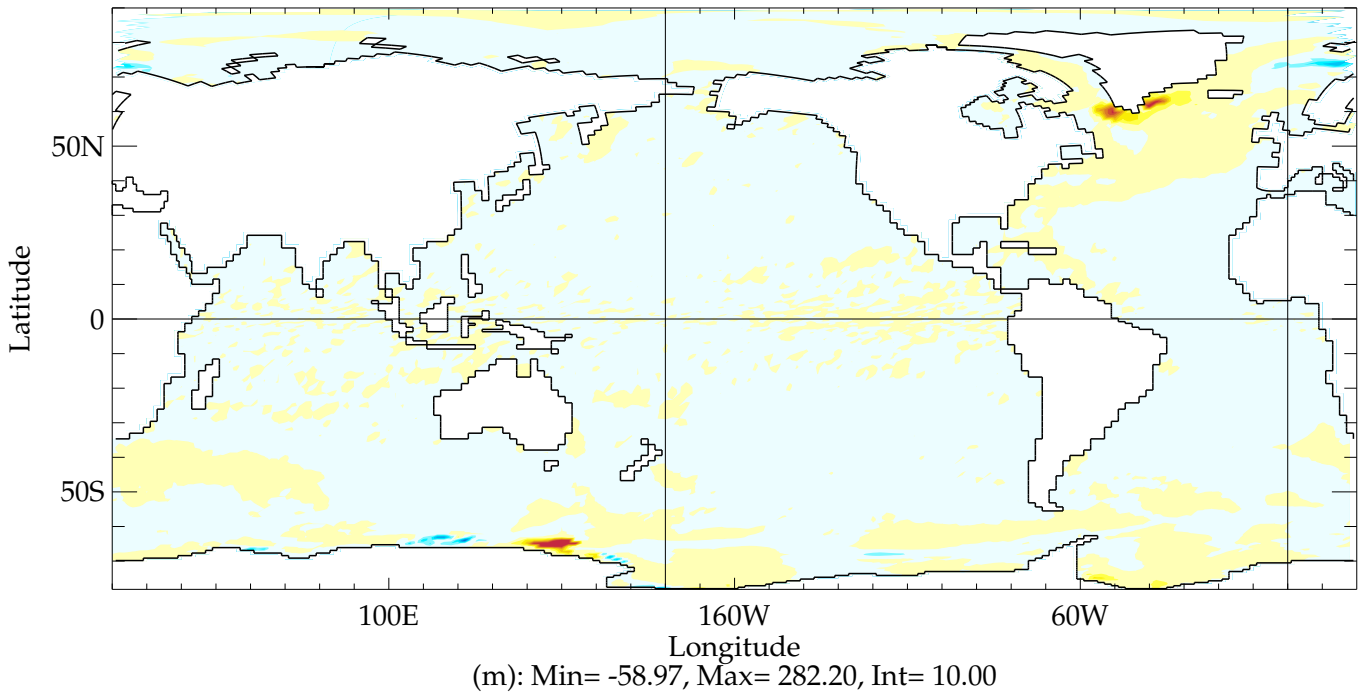 50N
0
50S
Latitude
100E 160W 60W
Longitude
(m): Min= -58.97, Max= 282.20, Int= 10.00